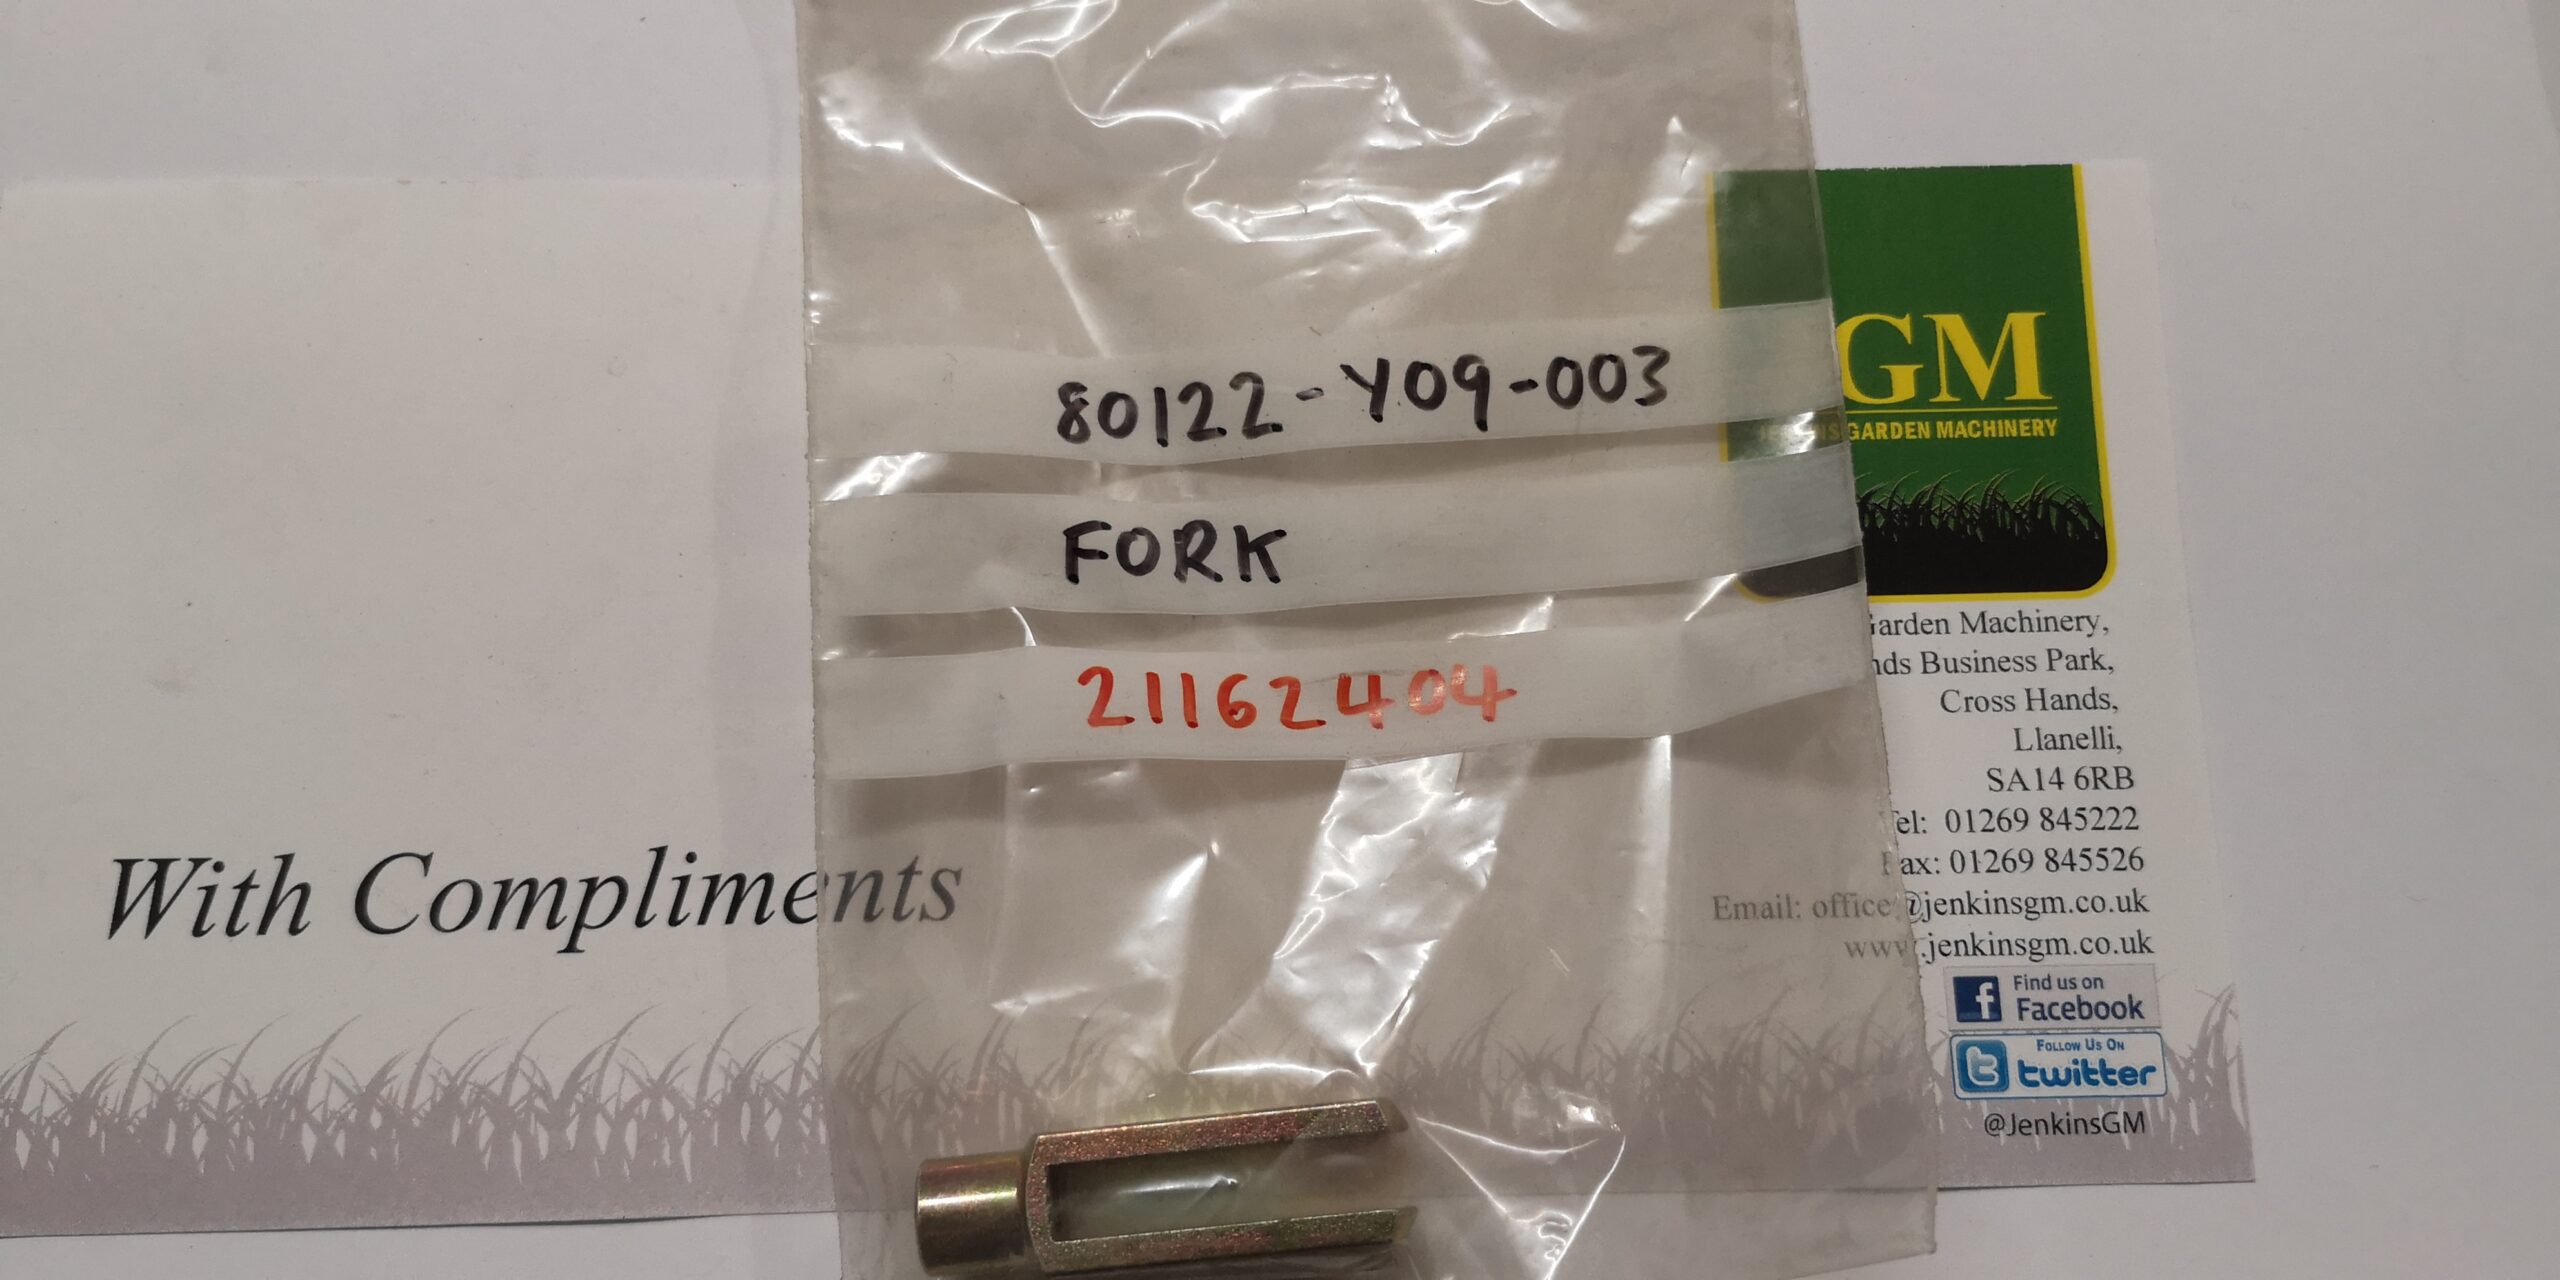 80122-Y09-003
FORK
21162404
With Compliments
GM
JENKINS GARDEN MACHINERY
Garden Machinery,
Business Park,
Cross Hands,
Llanelli,
SA14 6RB
Tel: 01269 845222
Fax: 01269 845526
Email: office@jenkinsgm.co.uk
www.jenkinsgm.co.uk
f Find us on
Facebook
Follow Us On
t twitter
@JenkinsGM